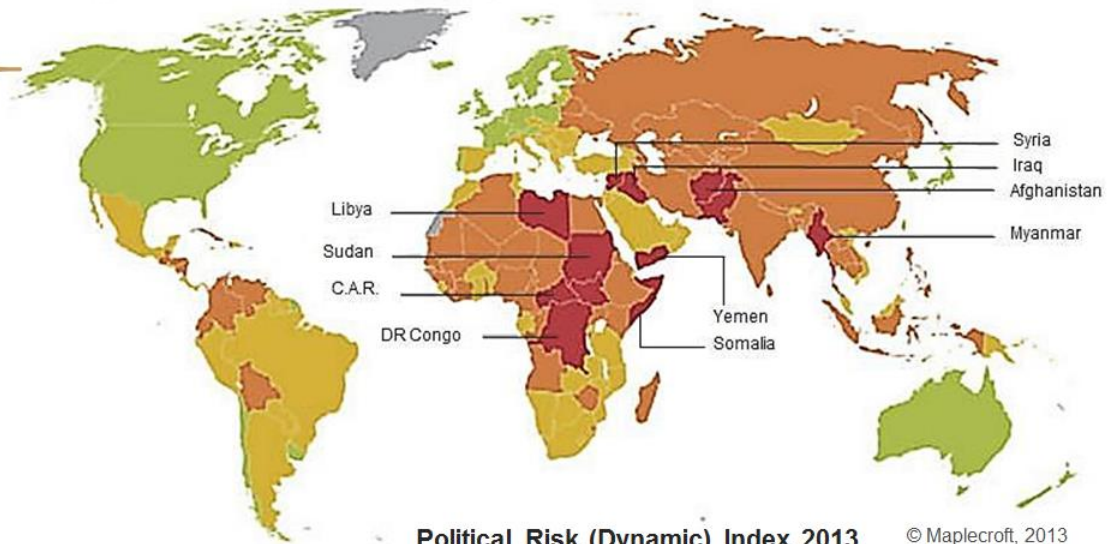 Syria
Iraq
Afghanistan
Libya
Myanmar
Sudan
C.A.R.
Yemen
DR Congo
Somalia
Political Risk (Dynamic) Index 2013
© Maplecroft, 2013